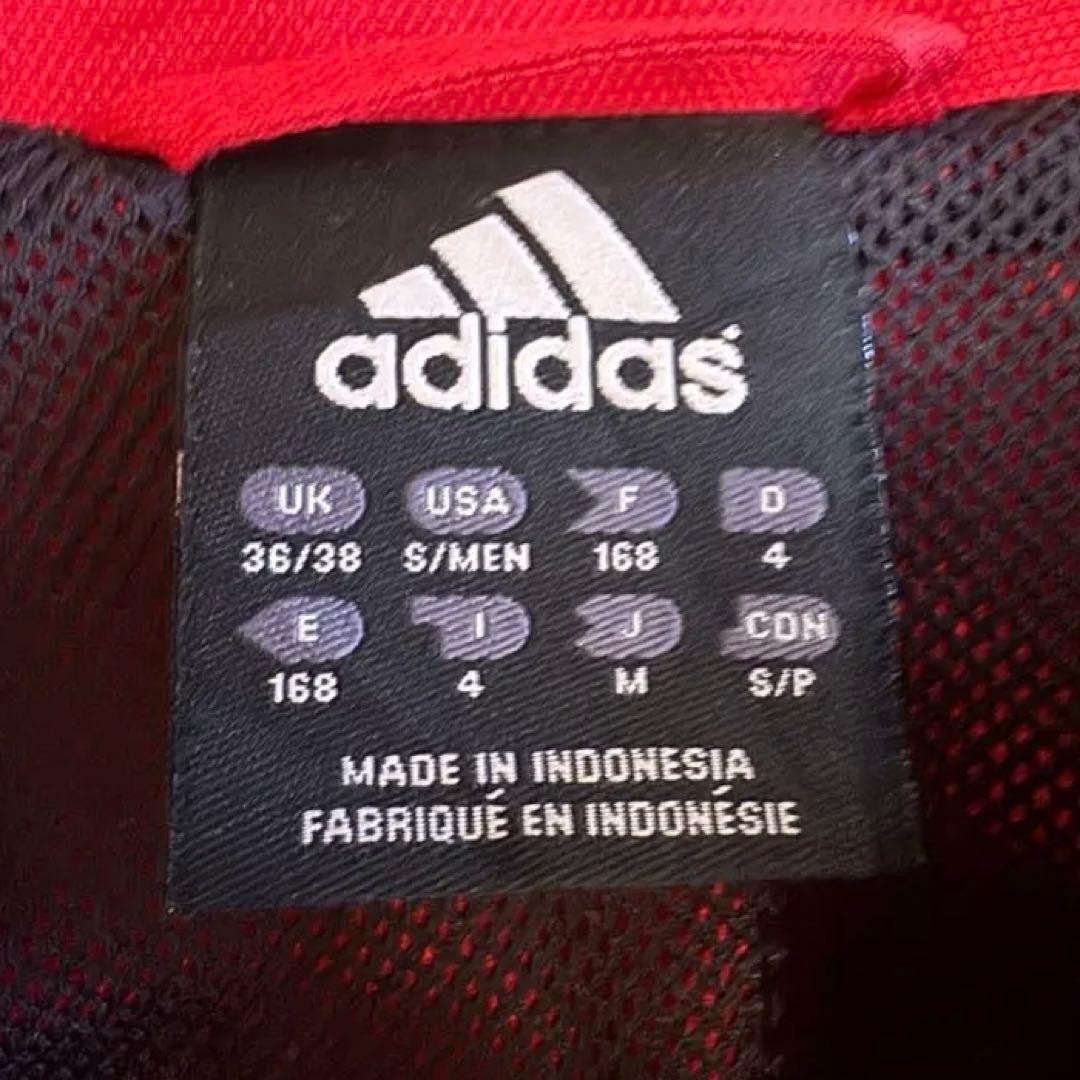 adidas
UK USA F D
36/38 S/MEN 168 4
E I J CON
168 4 M S/P
MADE IN INDONESIA
FABRIQUÉ EN INDONÉSIE